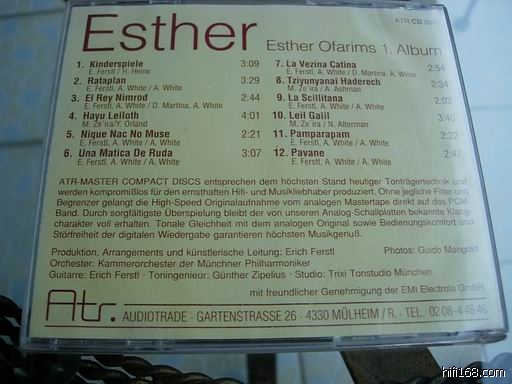 Esther
Esther Ofarims 1. Album
ATR CD 001
1. Kinderspiele 3:09
E. Ferstl / H. Heine
2. Rataplan 3:29
E. Ferstl, A. White / A. White
3. El Rey Nimrod 2:44
E. Ferstl / D. Martina, A. White
4. Hayu Leiloth 4:01
M. Ze'ira/Y. Orland
5. Nique Nac No Muse 2:21
E. Ferstl, A. White / A. White
6. Una Matica De Ruda 3:07
E. Ferstl, A. White / A. White
7. La Vezina Catina 2:54
E. Ferstl, A. White / D. Martina, A. White
8. Tziyunyanai Haderech 2:34
M. Ze'ira / A. Ashman
9. La Scillitana 2:03
E. Ferstl, A. White / A. White
10. Leil Galil 3:40
M. Ze'ira / N. Alterman
11. Pamparapam 2:22
E. Ferstl, A. White / A. White
12. Pavane 2:47
E. Ferstl, A. White / A. White
ATR-MASTER COMPACT DISCS entsprechen dem höchsten Stand heutiger Tonträgertechnik und
werden kompromißlos für den ernsthaften Hifi- und Musikliebhaber produziert. Ohne jegliche Filter und
Begrenzer gelangt die High-Speed Originalaufnahme vom analogen Mastertape direkt auf das PCM-
Band. Durch sorgfältigste Überspielung bleibt der von unseren Analog-Schallplatten bekannte Klang-
charakter voll erhalten. Tonale Gleichheit mit dem analogen Original sowie Bedienungskomfort und
Störfreiheit der digitalen Wiedergabe garantieren höchsten Musikgenuß.
Produktion, Arrangements und künstlerische Leitung: Erich Ferstl Photos: Guido Mangold
Orchester: Kammerorchester der Münchner Philharmoniker
Guitarre: Erich Ferstl · Toningenieur: Günther Zipelius · Studio: Trixi Tonstudio München
mit freundlicher Genehmigung der EMI Electrola GmbH
Atr. AUDIOTRADE · GARTENSTRASSE 26 · 4330 MÜLHEIM / R. · TEL. 02 08-4 46 46
hifi168.com